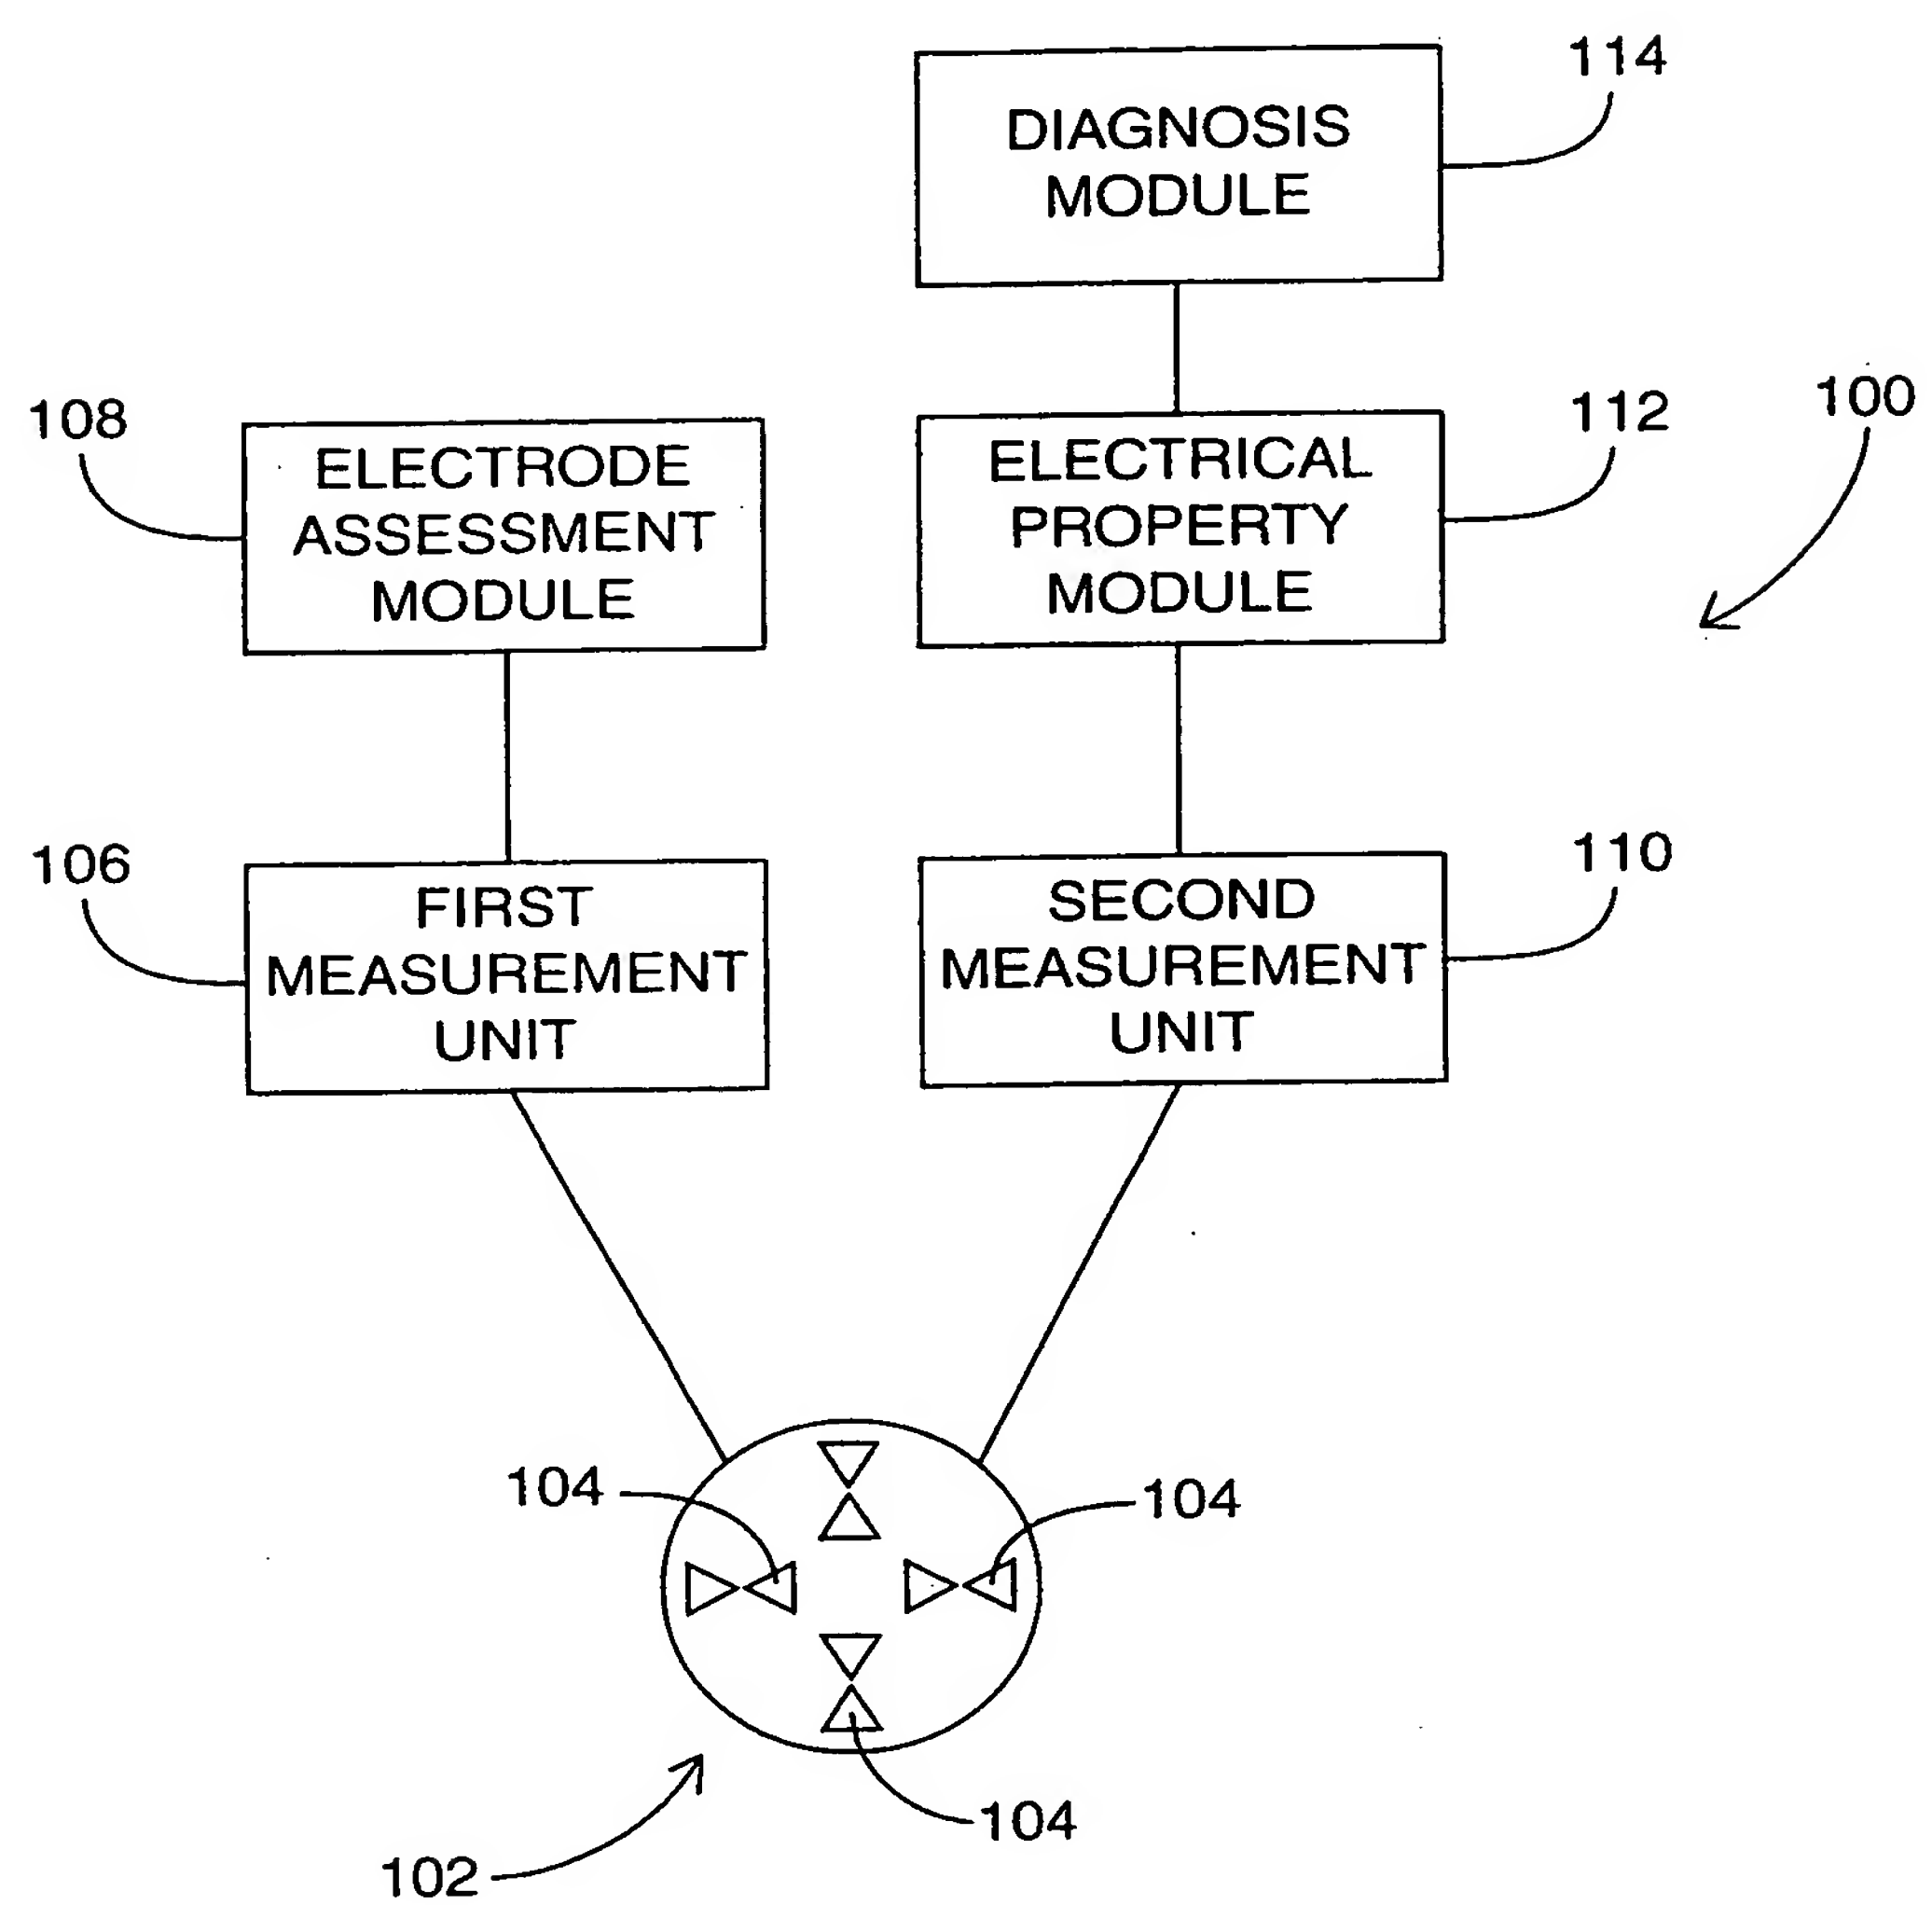 114
DIAGNOSIS
MODULE
100
108
112
ELECTRODE
ASSESSMENT
MODULE
ELECTRICAL
PROPERTY
MODULE
106
110
FIRST
MEASUREMENT
UNIT
SECOND
MEASUREMENT
UNIT
104
104
104
102